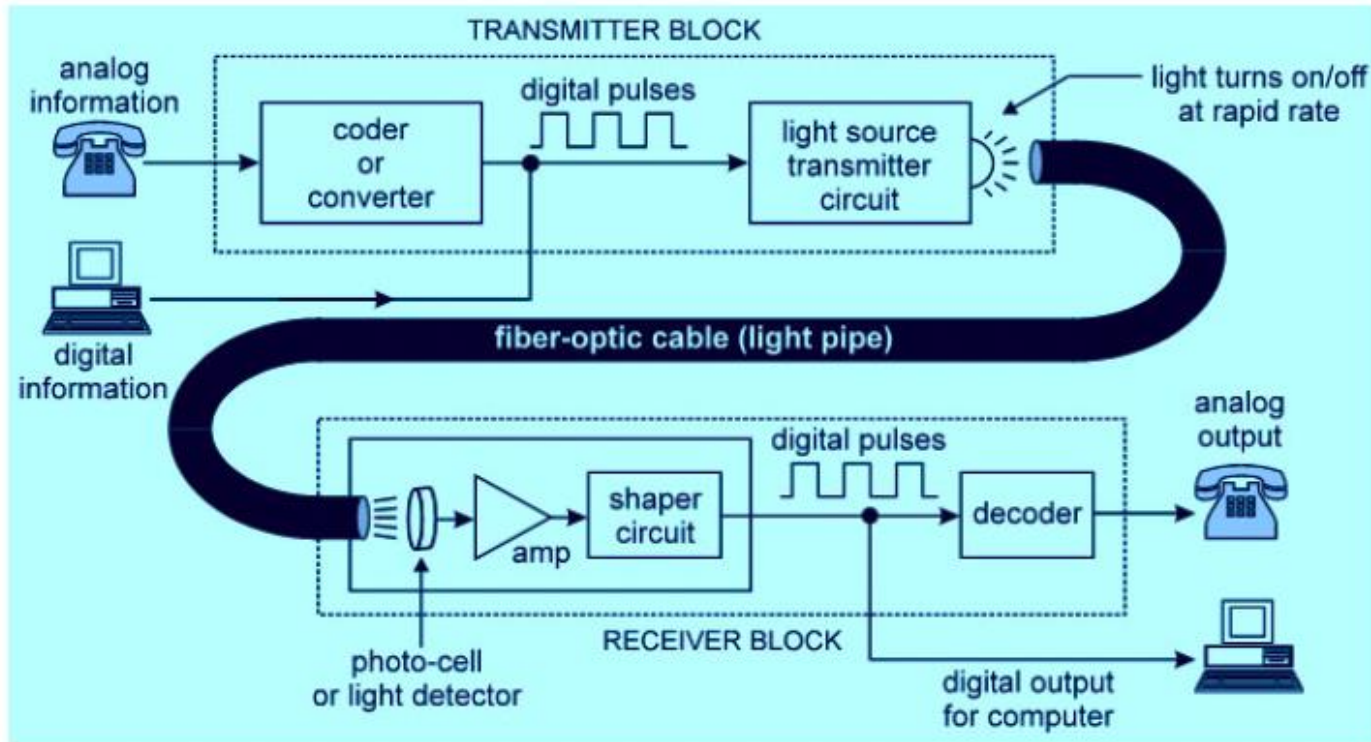 TRANSMITTER BLOCK
analog
information
coder
or
converter
digital pulses
light source
transmitter
circuit
light turns on/off
at rapid rate
digital
information
fiber-optic cable (light pipe)
digital pulses
analog
output
shaper
circuit
amp
decoder
RECEIVER BLOCK
photo-cell
or light detector
digital output
for computer